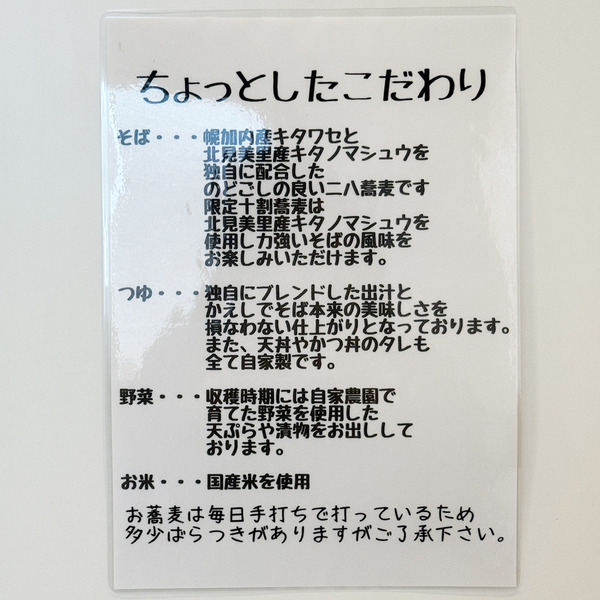 ちょっとしたこだわり
そば・・・幌加内産キタワセと
北見美里産キタノマシュウを
独自に配合した
のどごしの良い二八蕎麦です
限定十割蕎麦は
北見美里産キタノマシュウを
使用し力強いそばの風味を
お楽しみいただけます。
つゆ・・・独自にブレンドした出汁と
かえしでそば本来の美味しさを
損なわない仕上がりとなっております。
また、天丼やかつ丼のタレも
全て自家製です。
野菜・・・収穫時期には自家農園で
育てた野菜を使用した
天ぷらや漬物をお出しして
おります。
お米・・・国産米を使用
お蕎麦は毎日手打ちで打っているため
多少ばらつきがありますがご了承下さい。